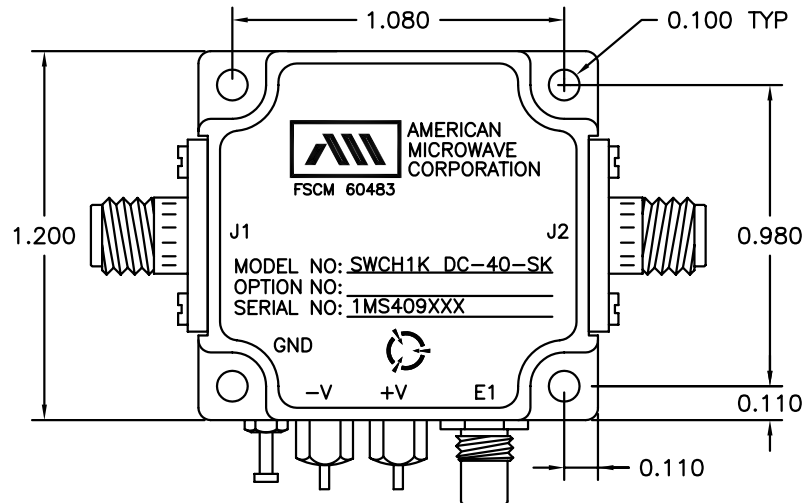 1.080
0.100 TYP
AMERICAN
MICROWAVE
CORPORATION
FSCM 60483
1.200
J1
J2
0.980
MODEL NO: SWCH1K DC-40-SK
OPTION NO:
SERIAL NO: 1MS409XXX
GND
-V
+V
E1
0.110
0.110